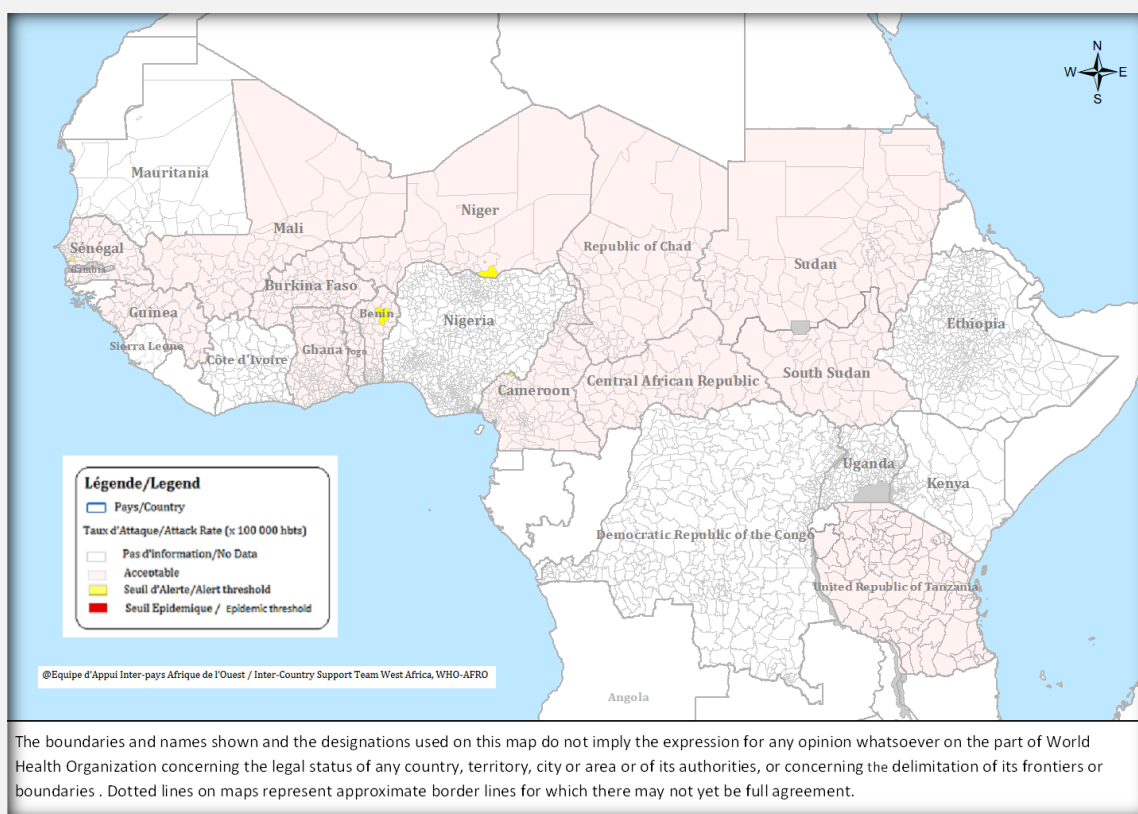 N
W E
S
Mauritania
Mali
Niger
Republic of Chad
Sudan
Sénégal
Gambia
Burkina Faso
Guinea
Benin
Nigeria
Ethiopia
Sierra Leone
Côte d'Ivoire
Ghana
Togo
Cameroon
Central African Republic
South Sudan
Uganda
Kenya
Democratic Republic of the Congo
United Republic of Tanzania
Angola
Légende/Legend
Pays/Country
Taux d'Attaque/Attack Rate (x 100 000 hbts)
Pas d'information/No Data
Acceptable
Seuil d'Alerte/Alert threshold
Seuil Epidemique / Epidemic threshold
@Equipe d'Appui Inter-pays Afrique de l'Ouest / Inter-Country Support Team West Africa, WHO-AFRO
The boundaries and names shown and the designations used on this map do not imply the expression for any opinion whatsoever on the part of World
Health Organization concerning the legal status of any country, territory, city or area or of its authorities, or concerning the delimitation of its frontiers or
boundaries . Dotted lines on maps represent approximate border lines for which there may not yet be full agreement.